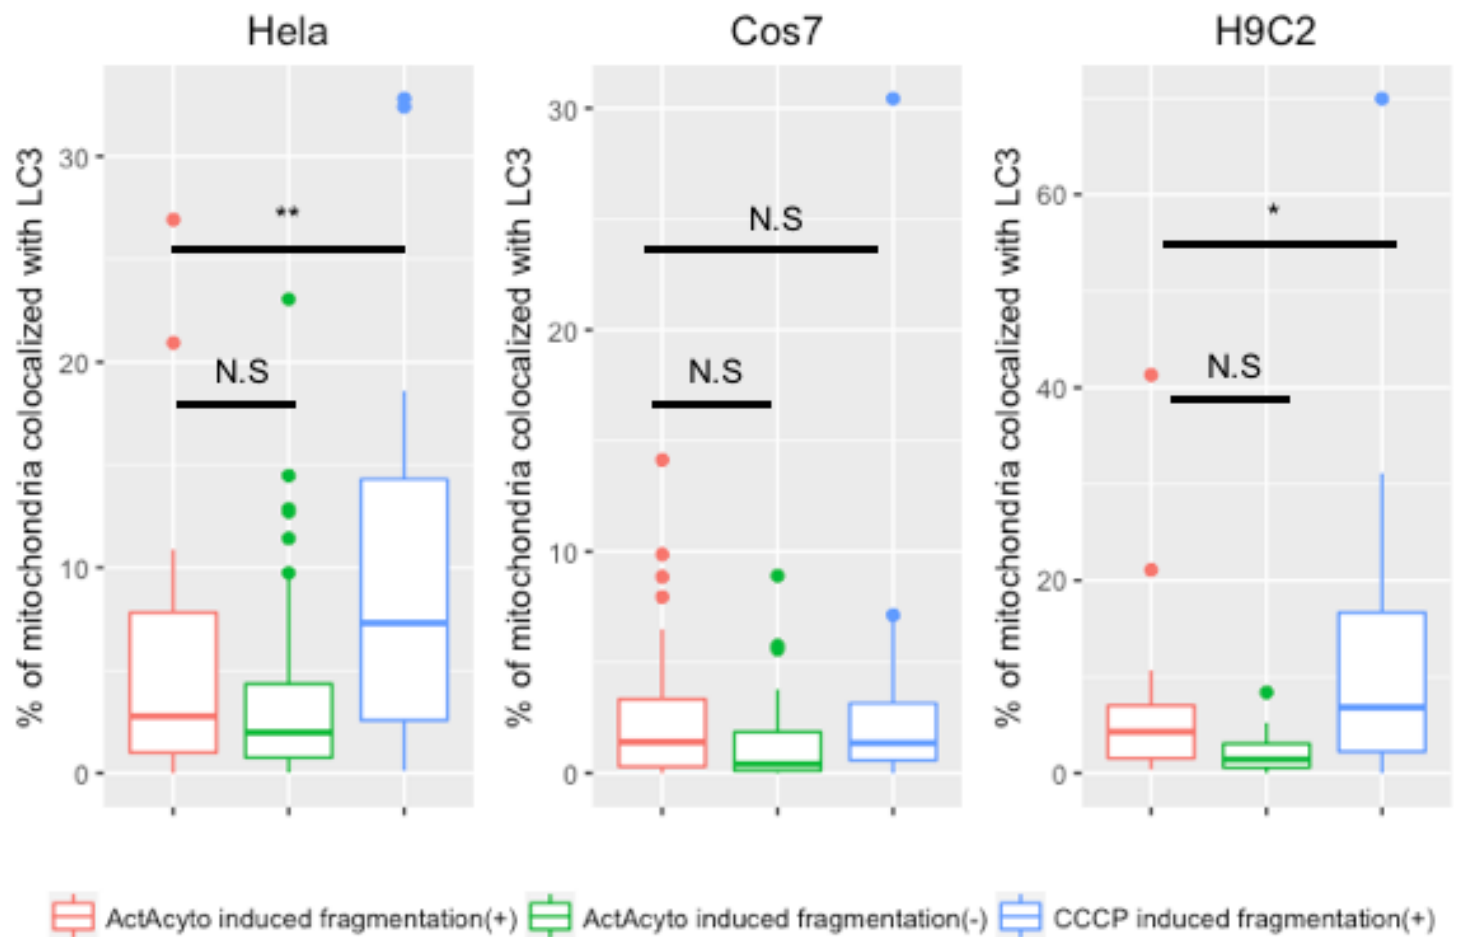 Hela
Cos7
H9C2
% of mitochondria colocalized with LC3
30
20
10
0
**
N.S
% of mitochondria colocalized with LC3
30
20
10
0
N.S
N.S
% of mitochondria colocalized with LC3
60
40
20
0
*
N.S
ActAcyto induced fragmentation(+)
ActAcyto induced fragmentation(-)
CCCP induced fragmentation(+)